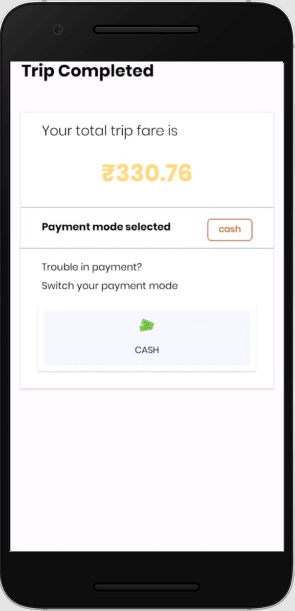 Trip Completed
Your total trip fare is
₹330.76
Payment mode selected
cash
Trouble in payment?
Switch your payment mode
CASH